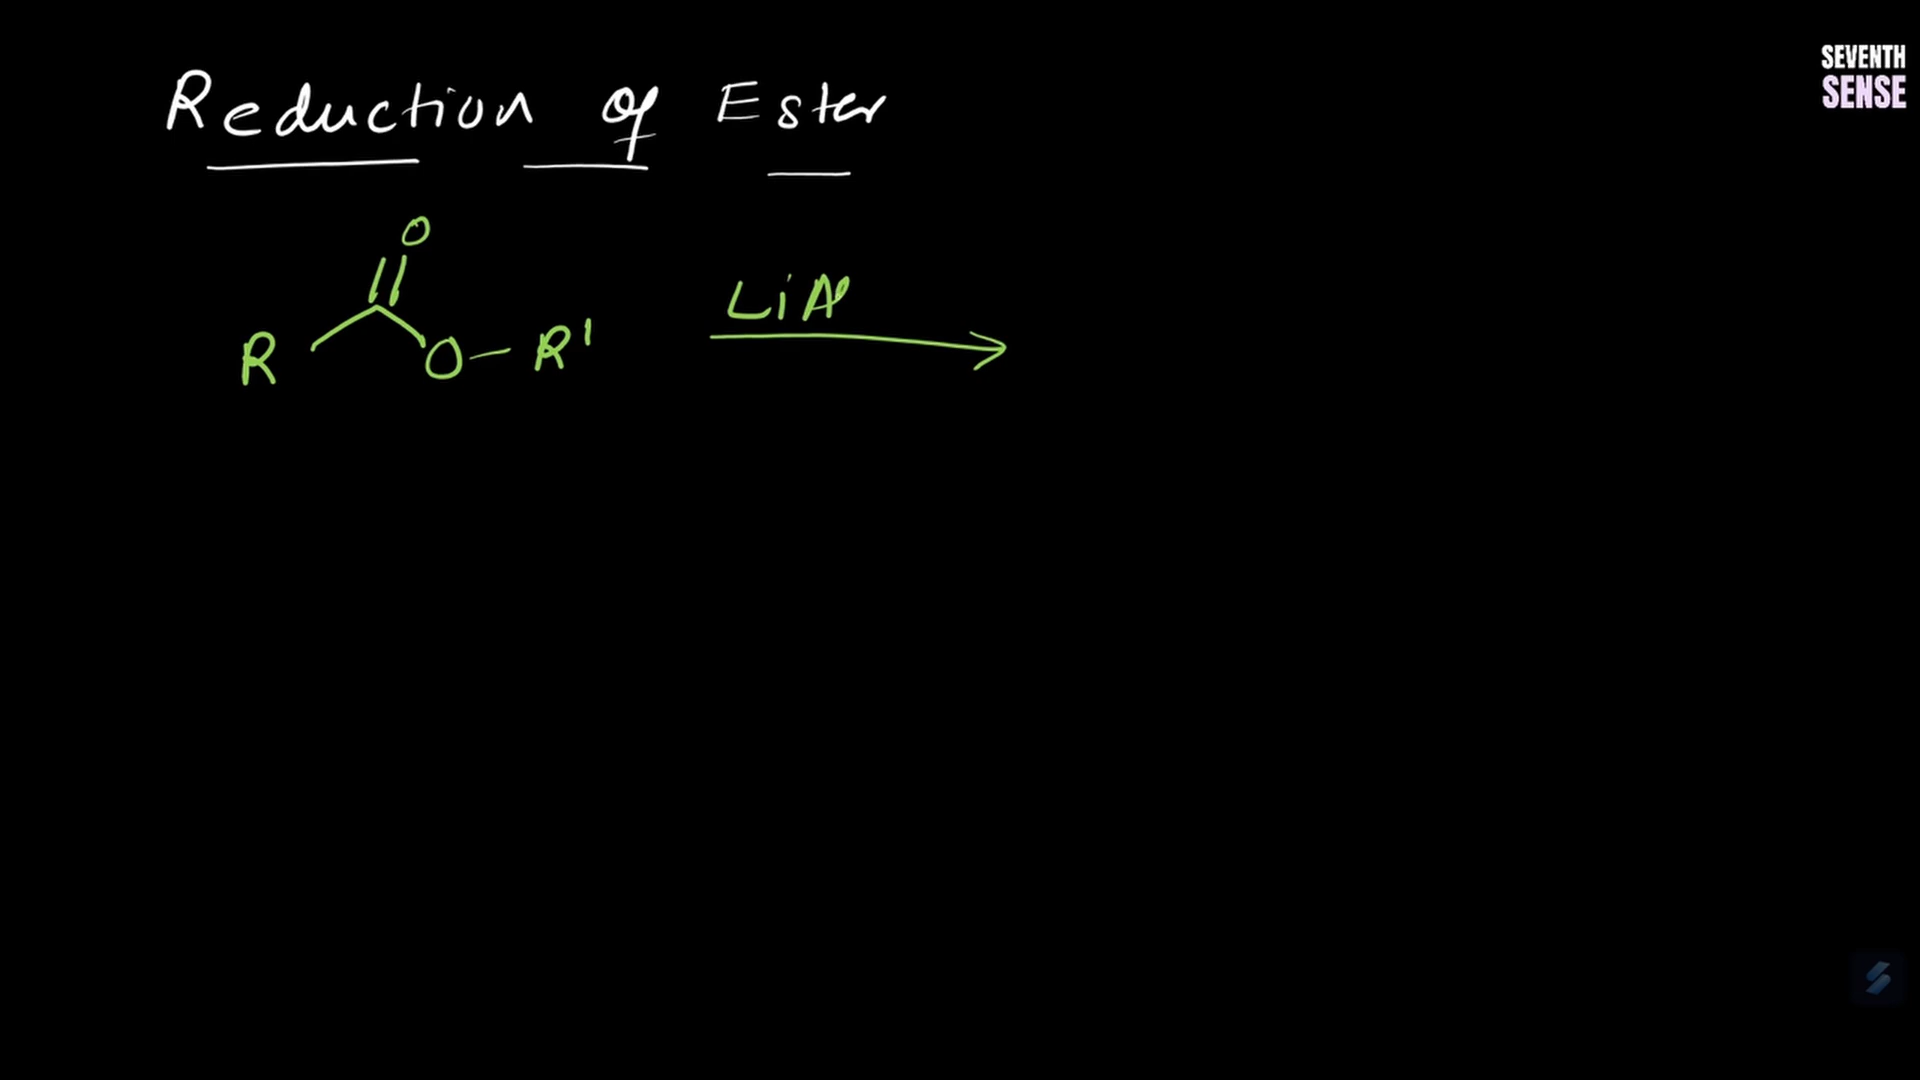 Reduction of Ester
SEVENTH
SENSE
O
LiAl
R
O-R'